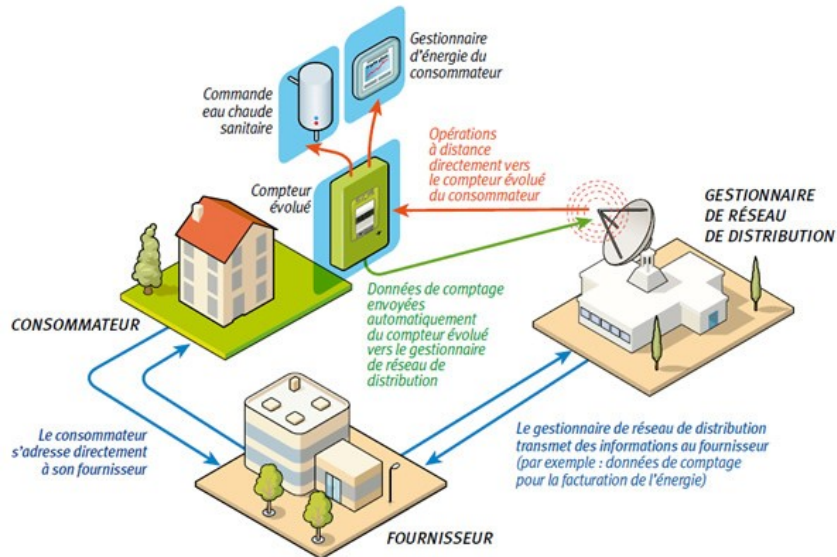 Gestionnaire
d'énergie du
consommateur
Commande
eau chaude
sanitaire
Opérations
à distance
directement vers
le compteur évolué
du consommateur
Compteur
évolué
GESTIONNAIRE
DE RÉSEAU
DE DISTRIBUTION
Données de comptage
envoyées
automatiquement
du compteur évolué
vers le gestionnaire
de réseau de
distribution
CONSOMMATEUR
Le consommateur
s'adresse directement
à son fournisseur
Le gestionnaire de réseau de distribution
transmet des informations au fournisseur
(par exemple : données de comptage
pour la facturation de l'énergie)
FOURNISSEUR